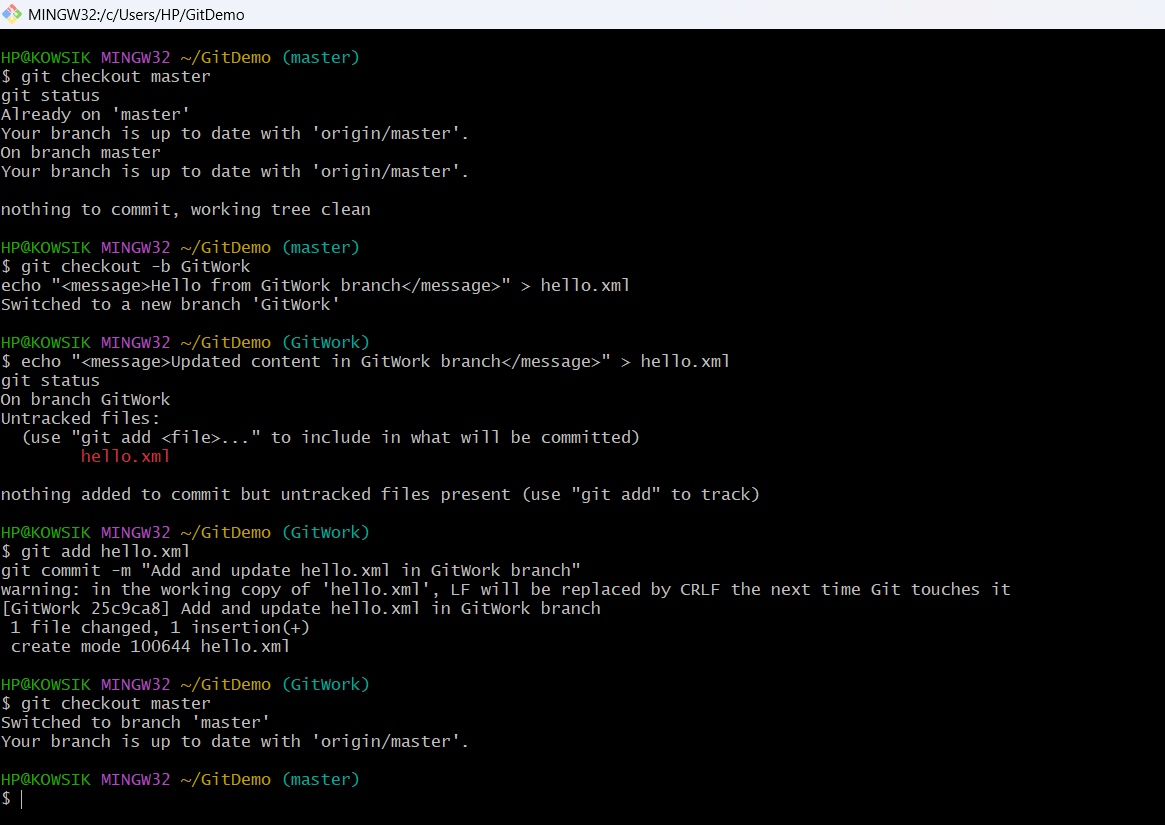 MINGW32:/c/Users/HP/GitDemo
HP@KOWSIK MINGW32 ~/GitDemo (master)
$ git checkout master
git status
Already on 'master'
Your branch is up to date with 'origin/master'.
On branch master
Your branch is up to date with 'origin/master'.
nothing to commit, working tree clean
HP@KOWSIK MINGW32 ~/GitDemo (master)
$ git checkout -b GitWork
echo "<message>Hello from GitWork branch</message>" > hello.xml
Switched to a new branch 'GitWork'
HP@KOWSIK MINGW32 ~/GitDemo (GitWork)
$ echo "<message>Updated content in GitWork branch</message>" > hello.xml
git status
On branch GitWork
Untracked files:
  (use "git add <file>..." to include in what will be committed)
        hello.xml
nothing added to commit but untracked files present (use "git add" to track)
HP@KOWSIK MINGW32 ~/GitDemo (GitWork)
$ git add hello.xml
git commit -m "Add and update hello.xml in GitWork branch"
warning: in the working copy of 'hello.xml', LF will be replaced by CRLF the next time Git touches it
[GitWork 25c9ca8] Add and update hello.xml in GitWork branch
 1 file changed, 1 insertion(+)
 create mode 100644 hello.xml
HP@KOWSIK MINGW32 ~/GitDemo (GitWork)
$ git checkout master
Switched to branch 'master'
Your branch is up to date with 'origin/master'.
HP@KOWSIK MINGW32 ~/GitDemo (master)
$